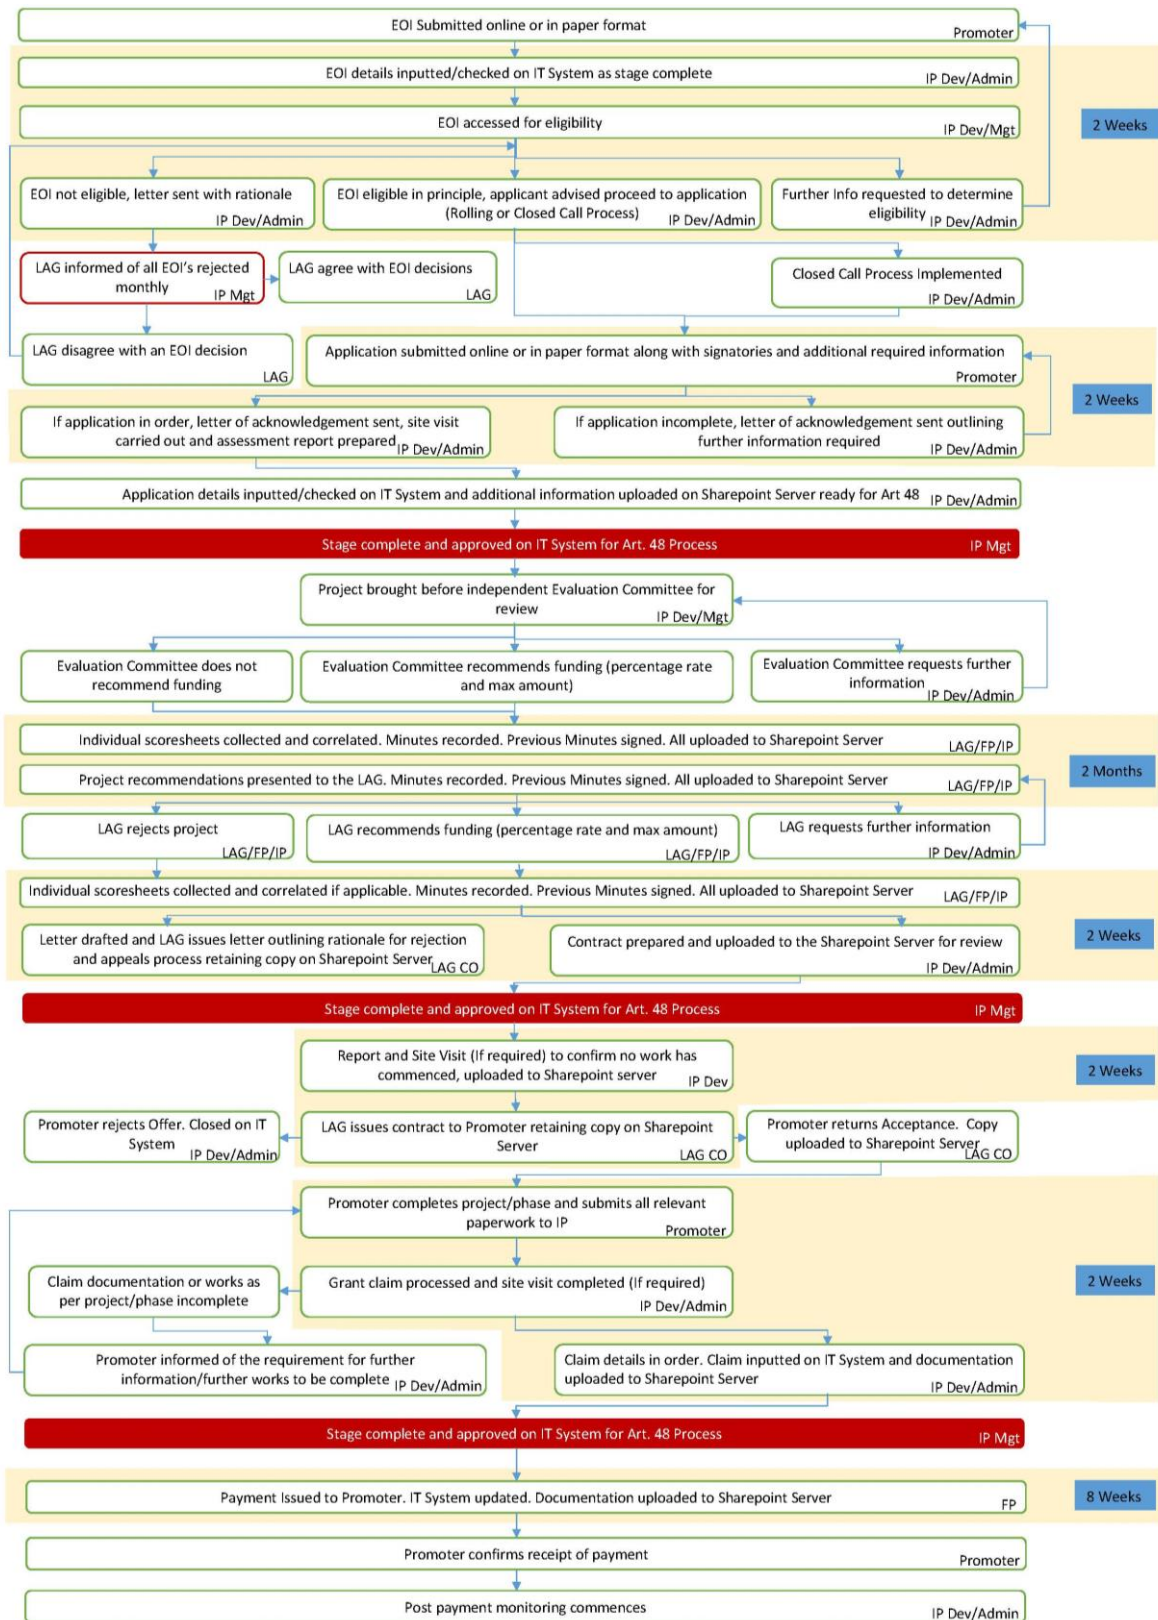 EOI Submitted online or in paper format
Promoter
EOI details inputted/checked on IT System as stage complete
IP Dev/Admin
EOI accessed for eligibility
IP Dev/Mgt
2 Weeks
EOI not eligible, letter sent with rationale
IP Dev/Admin
EOI eligible in principle, applicant advised proceed to application
(Rolling or Closed Call Process)
IP Dev/Admin
Further Info requested to determine
eligibility
IP Dev/Admin
LAG informed of all EOI's rejected
monthly
IP Mgt
LAG agree with EOI decisions
LAG
Closed Call Process Implemented
IP Dev/Admin
LAG disagree with an EOI decision
LAG
Application submitted online or in paper format along with signatories and additional required information
Promoter
2 Weeks
If application in order, letter of acknowledgement sent, site visit
carried out and assessment report prepared
IP Dev/Admin
If application incomplete, letter of acknowledgement sent outlining
further information required
IP Dev/Admin
Application details inputted/checked on IT System and additional information uploaded on Sharepoint Server ready for Art 48
IP Dev/Admin
Stage complete and approved on IT System for Art. 48 Process
IP Mgt
Project brought before independent Evaluation Committee for
review
IP Dev/Mgt
Evaluation Committee does not
recommend funding
Evaluation Committee recommends funding (percentage rate
and max amount)
Evaluation Committee requests further
information
IP Dev/Admin
Individual scoresheets collected and correlated. Minutes recorded. Previous Minutes signed. All uploaded to Sharepoint Server
LAG/FP/IP
Project recommendations presented to the LAG. Minutes recorded. Previous Minutes signed. All uploaded to Sharepoint Server
LAG/FP/IP
2 Months
LAG rejects project
LAG/FP/IP
LAG recommends funding (percentage rate and max amount)
LAG/FP/IP
LAG requests further information
IP Dev/Admin
Individual scoresheets collected and correlated if applicable. Minutes recorded. Previous Minutes signed. All uploaded to Sharepoint Server
LAG/FP/IP
2 Weeks
Letter drafted and LAG issues letter outlining rationale for rejection
and appeals process retaining copy on Sharepoint Server
LAG CO
Contract prepared and uploaded to the Sharepoint Server for review
IP Dev/Admin
Stage complete and approved on IT System for Art. 48 Process
IP Mgt
Report and Site Visit (If required) to confirm no work has
commenced, uploaded to Sharepoint server
IP Dev
2 Weeks
Promoter rejects Offer. Closed on IT
System
IP Dev/Admin
LAG issues contract to Promoter retaining copy on Sharepoint
Server
LAG CO
Promoter returns Acceptance. Copy
uploaded to Sharepoint Server
LAG CO
Promoter completes project/phase and submits all relevant
paperwork to IP
Promoter
Claim documentation or works as
per project/phase incomplete
Grant claim processed and site visit completed (If required)
IP Dev/Admin
2 Weeks
Promoter informed of the requirement for further
information/further works to be complete
IP Dev/Admin
Claim details in order. Claim inputted on IT System and documentation
uploaded to Sharepoint Server
IP Dev/Admin
Stage complete and approved on IT System for Art. 48 Process
IP Mgt
Payment Issued to Promoter. IT System updated. Documentation uploaded to Sharepoint Server
FP
8 Weeks
Promoter confirms receipt of payment
Promoter
Post payment monitoring commences
IP Dev/Admin